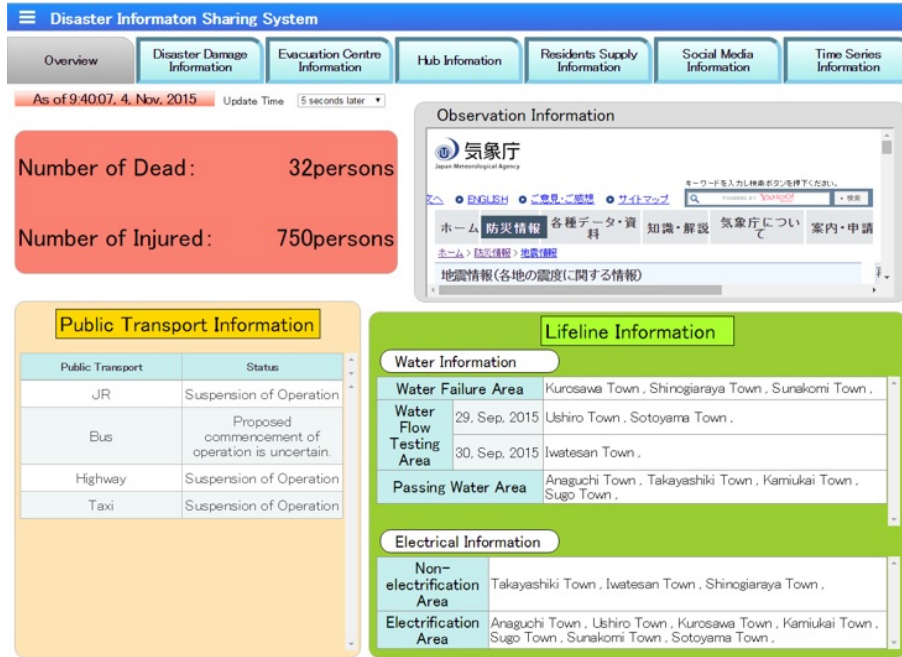 Disaster Informaton Sharing System
Overview
Disaster Damage
Information
Evacuation Centre
Information
Hub Infomation
Residents Supply
Information
Social Media
Information
Time Series
Information
As of 9:40:07, 4, Nov, 2015 Update Time 5 seconds later
Number of Dead: 32persons
Number of Injured: 750persons
Observation Information
気象庁
Japan Meteorological Agency
キーワードを入力し検索ボタンを押下ください。
文へ ENGLISH ご意見・ご感想 サイトマップ POWERED BY YAHOO! ・検索
ホーム 防災情報 各種データ・資
料 知識・解説 気象庁につい
て 案内・申請
ホーム > 防災情報 > 地震情報
地震情報(各地の震度に関する情報)
Public Transport Information
Public Transport Status
JR Suspension of Operation
Bus Proposed
commencement of
operation is uncertain.
Highway Suspension of Operation
Taxi Suspension of Operation
Lifeline Information
Water Information
Water Failure Area Kurosawa Town , Shinogiaraya Town , Sunakomi Town ,
Water
Flow
Testing
Area
29, Sep, 2015 Ushiro Town , Sotoyama Town ,
30, Sep, 2015 Iwatesan Town ,
Passing Water Area Anaguchi Town , Takayashiki Town , Kamiukai Town ,
Sugo Town ,
Electrical Information
Non-
electrification
Area
Takayashiki Town , Iwatesan Town , Shinogiaraya Town ,
Electrification
Area
Anaguchi Town , Ushiro Town , Kurosawa Town , Kamiukai Town ,
Sugo Town , Sunakomi Town , Sotoyama Town ,